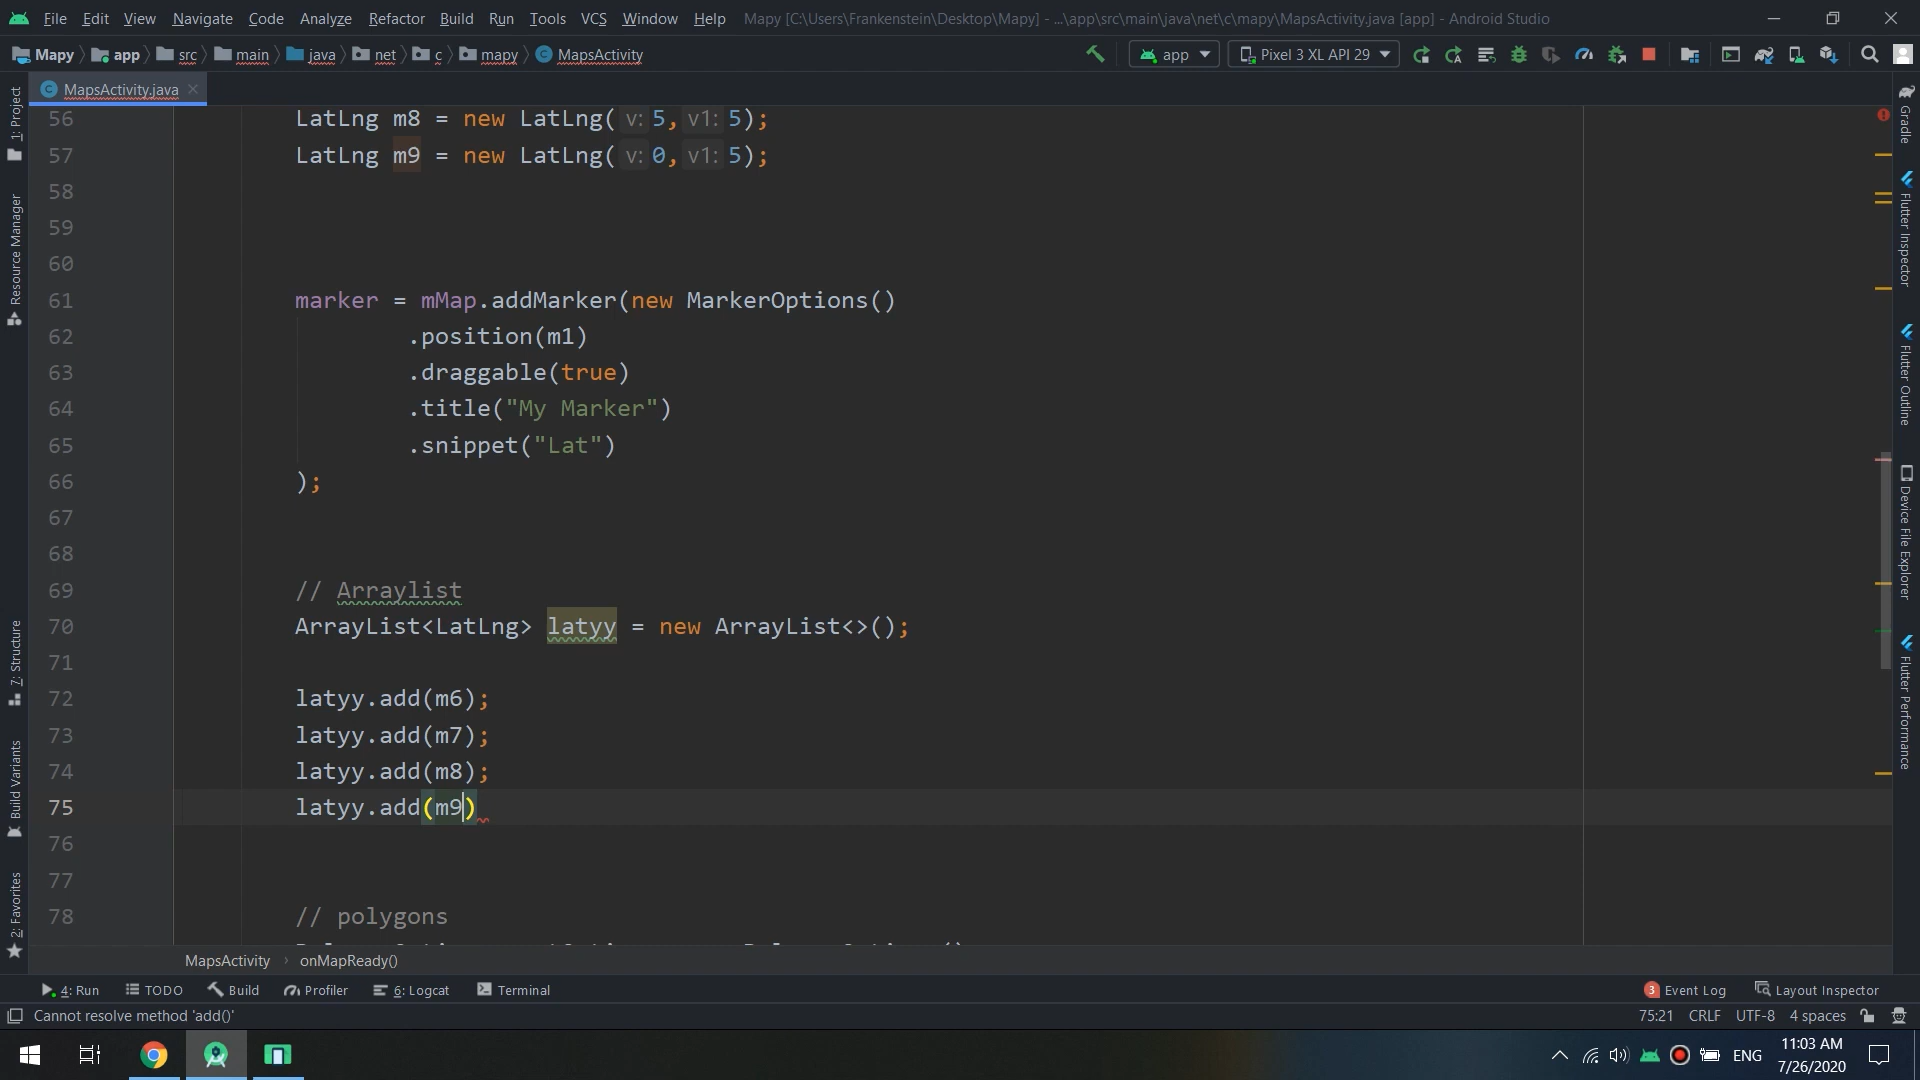 File Edit View Navigate Code Analyze Refactor Build Run Tools VCS Window Help Mapy [C:\Users\Frankenstein\Desktop\Mapy] - ...\app\src\main\java\net\c\mapy\MapsActivity.java [app] - Android Studio
Mapy app src main java net c mapy MapsActivity app Pixel 3 XL API 29
MapsActivity.java
1: Project
Resource Manager
7: Structure
Build Variants
2: Favorites
56 LatLng m8 = new LatLng( v: 5, v1: 5);
57 LatLng m9 = new LatLng( v: 0, v1: 5);
58
59
60
61 marker = mMap.addMarker(new MarkerOptions()
62 .position(m1)
63 .draggable(true)
64 .title("My Marker")
65 .snippet("Lat")
66 );
67
68
69 // Arraylist
70 ArrayList<LatLng> latyy = new ArrayList<>();
71
72 latyy.add(m6);
73 latyy.add(m7);
74 latyy.add(m8);
75 latyy.add(m9)
76
77
78 // polygons
Gradle
Flutter Inspector
Flutter Outline
Device File Explorer
Flutter Performance
MapsActivity › onMapReady()
4: Run TODO Build Profiler 6: Logcat Terminal 3 Event Log Layout Inspector
Cannot resolve method 'add()' 75:21 CRLF UTF-8 4 spaces
ENG 11:03 AM
7/26/2020